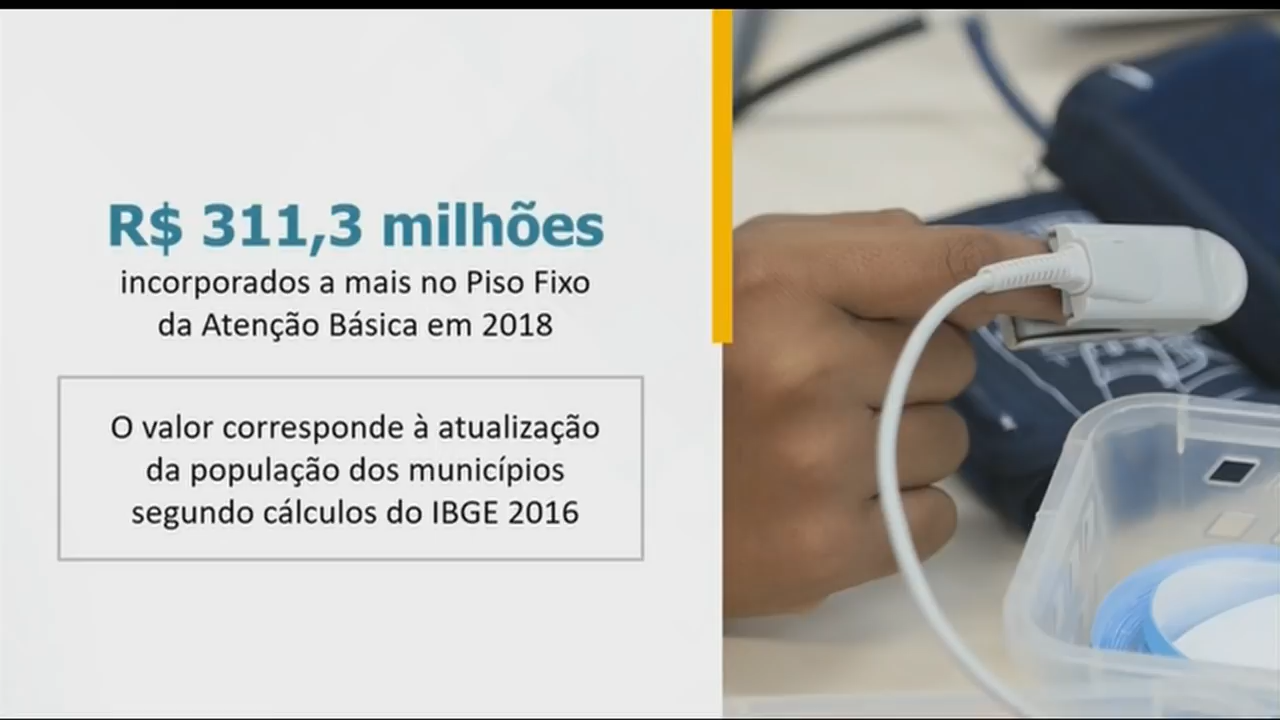 R$ 311,3 milhões
incorporados a mais no Piso Fixo
da Atenção Básica em 2018
O valor corresponde à atualização
da população dos municípios
segundo cálculos do IBGE 2016